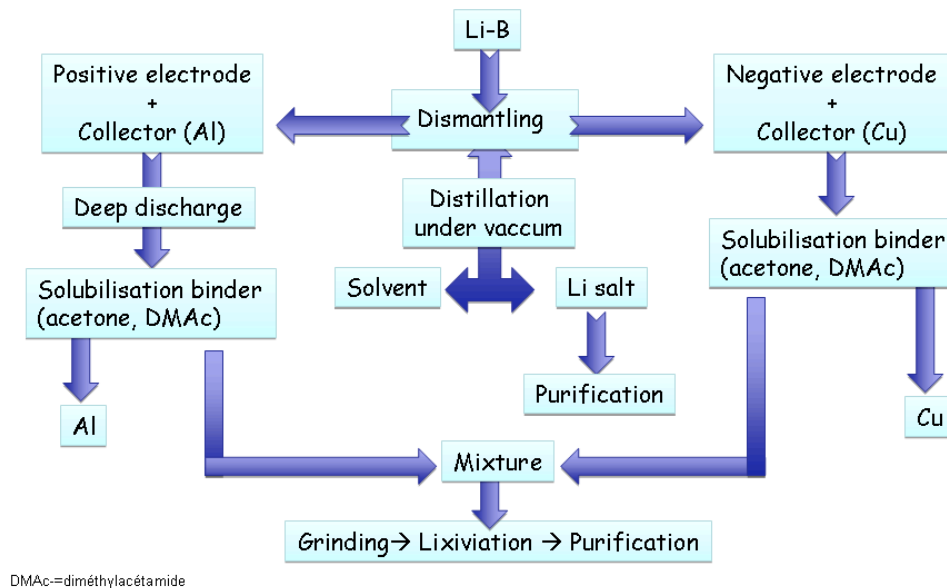 Li-B
Positive electrode
+
Collector (Al)
Dismantling
Negative electrode
+
Collector (Cu)
Deep discharge
Distillation
under vaccum
Solubilisation binder
(acetone, DMAc)
Solubilisation binder
(acetone, DMAc)
Solvent
Li salt
Purification
Al
Cu
Mixture
Grinding→ Lixiviation → Purification
DMAc-=diméthylacétamide